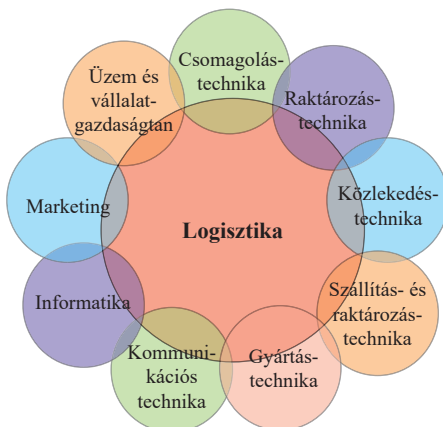 Csomagolás-
technika
Raktározás-
technika
Közlekedés-
technika
Szállítás- és
raktározás-
technika
Gyártás-
technika
Kommuni-
kációs
technika
Informatika
Marketing
Üzem és
vállalat-
gazdaságtan
Logisztika